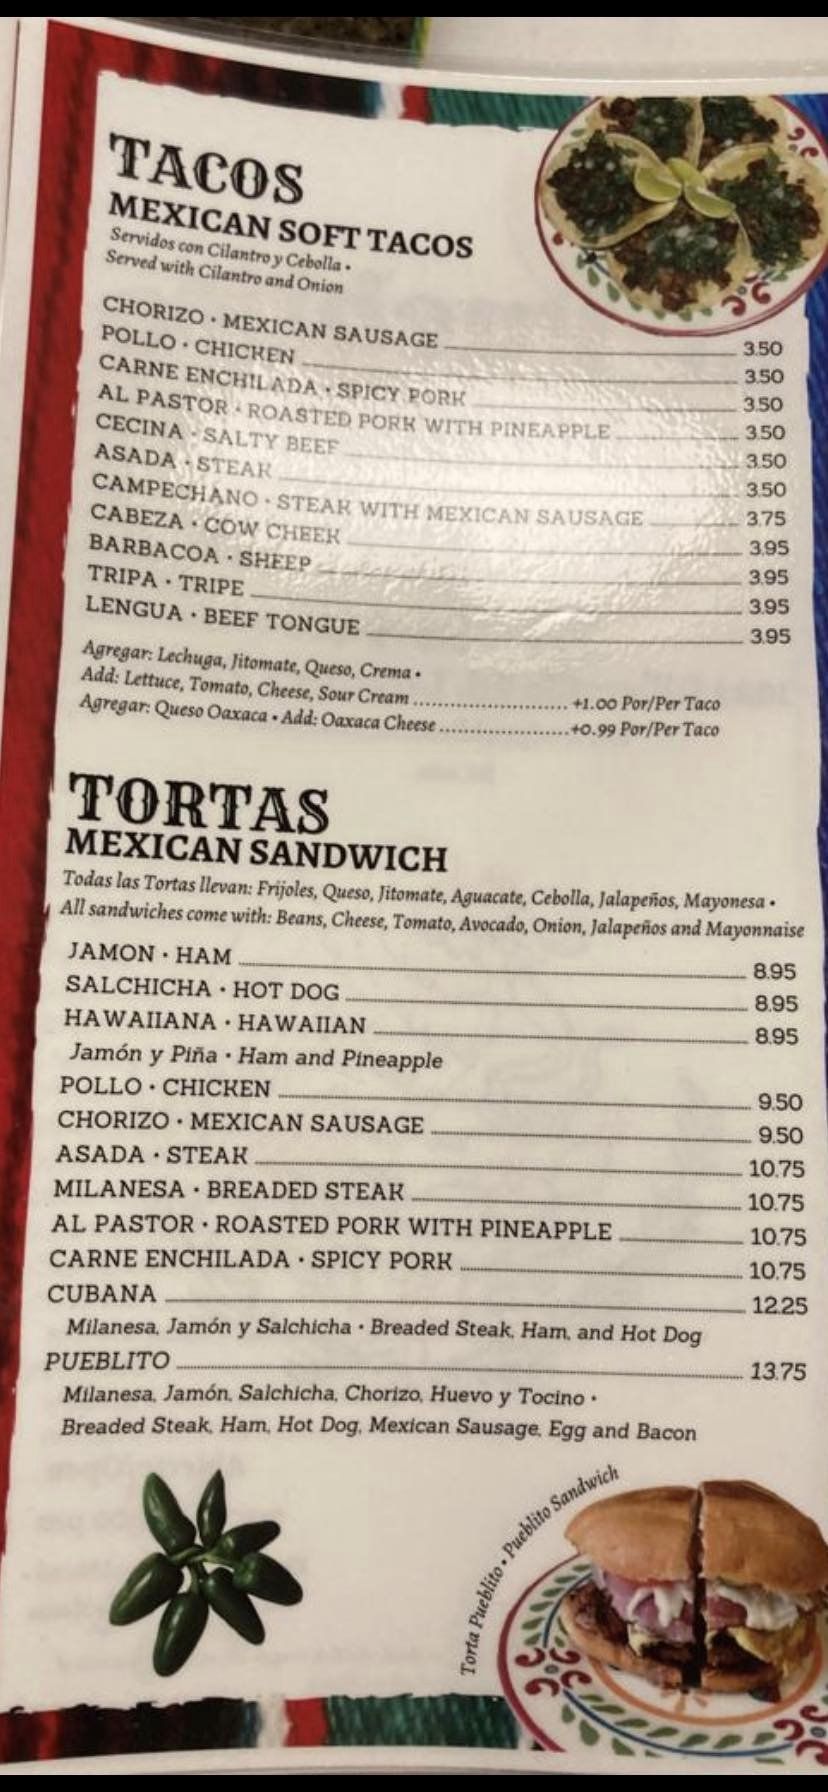 TACOS
MEXICAN SOFT TACOS
Servidos con Cilantro y Cebolla •
Served with Cilantro and Onion
CHORIZO • MEXICAN SAUSAGE 3.50
POLLO • CHICKEN 3.50
CARNE ENCHILADA • SPICY PORK 3.50
AL PASTOR • ROASTED PORK WITH PINEAPPLE 3.50
CECINA • SALTY BEEF 3.50
ASADA • STEAK 3.50
CAMPECHANO • STEAK WITH MEXICAN SAUSAGE 3.75
CABEZA • COW CHEEK 3.95
BARBACOA • SHEEP 3.95
TRIPA • TRIPE 3.95
LENGUA • BEEF TONGUE 3.95
Agregar: Lechuga, Jitomate, Queso, Crema •
Add: Lettuce, Tomato, Cheese, Sour Cream ............................ +1.00 Por/Per Taco
Agregar: Queso Oaxaca • Add: Oaxaca Cheese ........................+0.99 Por/Per Taco
TORTAS
MEXICAN SANDWICH
Todas las Tortas llevan: Frijoles, Queso, Jitomate, Aguacate, Cebolla, Jalapeños, Mayonesa •
All sandwiches come with: Beans, Cheese, Tomato, Avocado, Onion, Jalapeños and Mayonnaise
JAMON • HAM 8.95
SALCHICHA • HOT DOG 8.95
HAWAIIANA • HAWAIIAN 8.95
Jamón y Piña • Ham and Pineapple
POLLO • CHICKEN 9.50
CHORIZO • MEXICAN SAUSAGE 9.50
ASADA • STEAK 10.75
MILANESA • BREADED STEAK 10.75
AL PASTOR • ROASTED PORK WITH PINEAPPLE 10.75
CARNE ENCHILADA • SPICY PORK 10.75
CUBANA 12.25
Milanesa, Jamón y Salchicha • Breaded Steak, Ham, and Hot Dog
PUEBLITO 13.75
Milanesa, Jamón, Salchicha, Chorizo, Huevo y Tocino •
Breaded Steak, Ham, Hot Dog, Mexican Sausage, Egg and Bacon
Torta Pueblito • Pueblito Sandwich